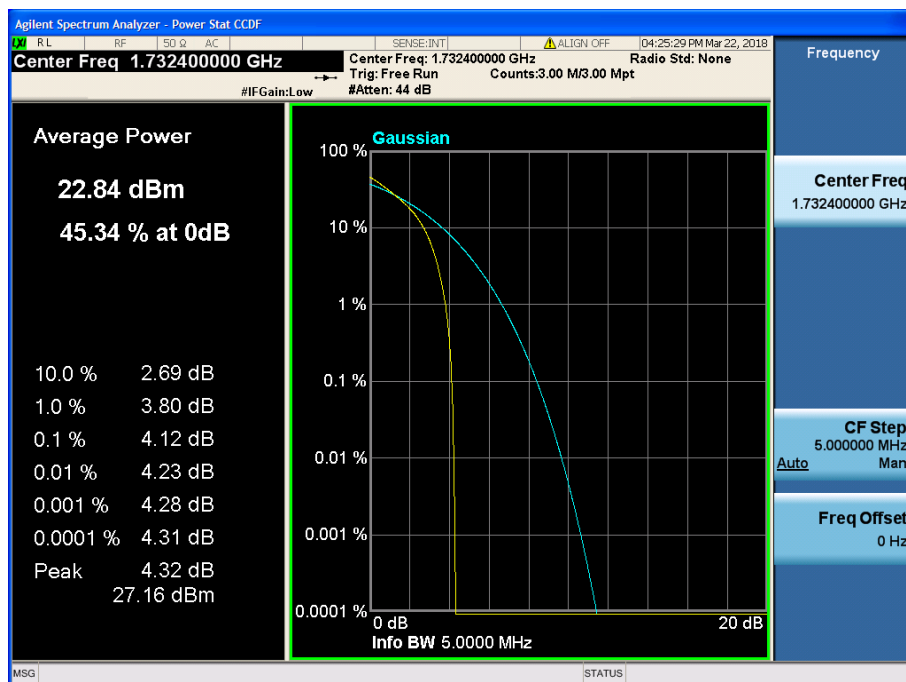 Agilent Spectrum Analyzer - Power Stat CCDF
LXI RL RF 50 Ω AC SENSE:INT ALIGN OFF 04:25:29 PM Mar 22, 2018
Center Freq 1.732400000 GHz
Center Freq: 1.732400000 GHz Radio Std: None
Trig: Free Run Counts:3.00 M/3.00 Mpt
#IFGain:Low #Atten: 44 dB
Frequency
Average Power
22.84 dBm
45.34 % at 0dB
10.0 % 2.69 dB
1.0 % 3.80 dB
0.1 % 4.12 dB
0.01 % 4.23 dB
0.001 % 4.28 dB
0.0001 % 4.31 dB
Peak 4.32 dB
27.16 dBm
Gaussian
100 %
10 %
1 %
0.1 %
0.01 %
0.001 %
0.0001 %
0 dB 20 dB
Info BW 5.0000 MHz
Center Freq
1.732400000 GHz
CF Step
5.000000 MHz
Auto Man
Freq Offset
0 Hz
MSG STATUS